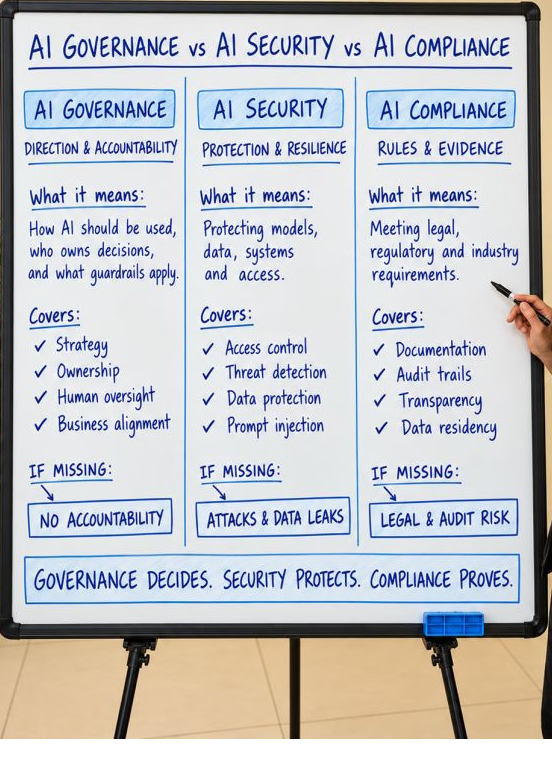 AI GOVERNANCE vs AI SECURITY vs AI COMPLIANCE
AI GOVERNANCE
DIRECTION & ACCOUNTABILITY
What it means:
How AI should be used,
who owns decisions,
and what guardrails apply.
Covers:
✓ Strategy
✓ Ownership
✓ Human oversight
✓ Business alignment
IF MISSING:
NO ACCOUNTABILITY
AI SECURITY
PROTECTION & RESILIENCE
What it means:
Protecting models,
data, systems
and access.
Covers:
✓ Access control
✓ Threat detection
✓ Data protection
✓ Prompt injection
IF MISSING:
ATTACKS & DATA LEAKS
AI COMPLIANCE
RULES & EVIDENCE
What it means:
Meeting legal,
regulatory and industry
requirements.
Covers:
✓ Documentation
✓ Audit trails
✓ Transparency
✓ Data residency
IF MISSING:
LEGAL & AUDIT RISK
GOVERNANCE DECIDES. SECURITY PROTECTS. COMPLIANCE PROVES.